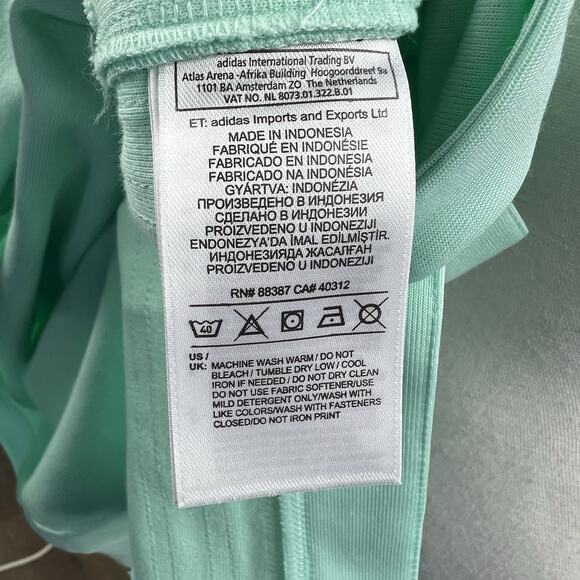 adidas International Trading BV
Atlas Arena -Afrika Building Hoogoorddreef 9a
1101 BA Amsterdam ZO The Netherlands
VAT NO. NL 8073.01.322.B.01
ET: adidas Imports and Exports Ltd
MADE IN INDONESIA
FABRIQUÉ EN INDONÉSIE
FABRICADO EN INDONESIA
FABRICADO NA INDONÉSIA
GYÁRTVA: INDONÉZIA
ПРОИЗВЕДЕНО В ИНДОНЕЗИЯ
СДЕЛАНО В ИНДОНЕЗИИ
PROIZVEDENO U INDONEZIJI
ENDONEZYA'DA İMAL EDİLMİŞTİR.
ИНДОНЕЗИЯДА ЖАСАЛҒАН
PROIZVEDENO U INDONEZIJI
RN# 88387 CA# 40312
40
US /
UK: MACHINE WASH WARM / DO NOT
BLEACH / TUMBLE DRY LOW / COOL
IRON IF NEEDED / DO NOT DRY CLEAN
DO NOT USE FABRIC SOFTENER/USE
MILD DETERGENT ONLY/WASH WITH
LIKE COLORS/WASH WITH FASTENERS
CLOSED/DO NOT IRON PRINT